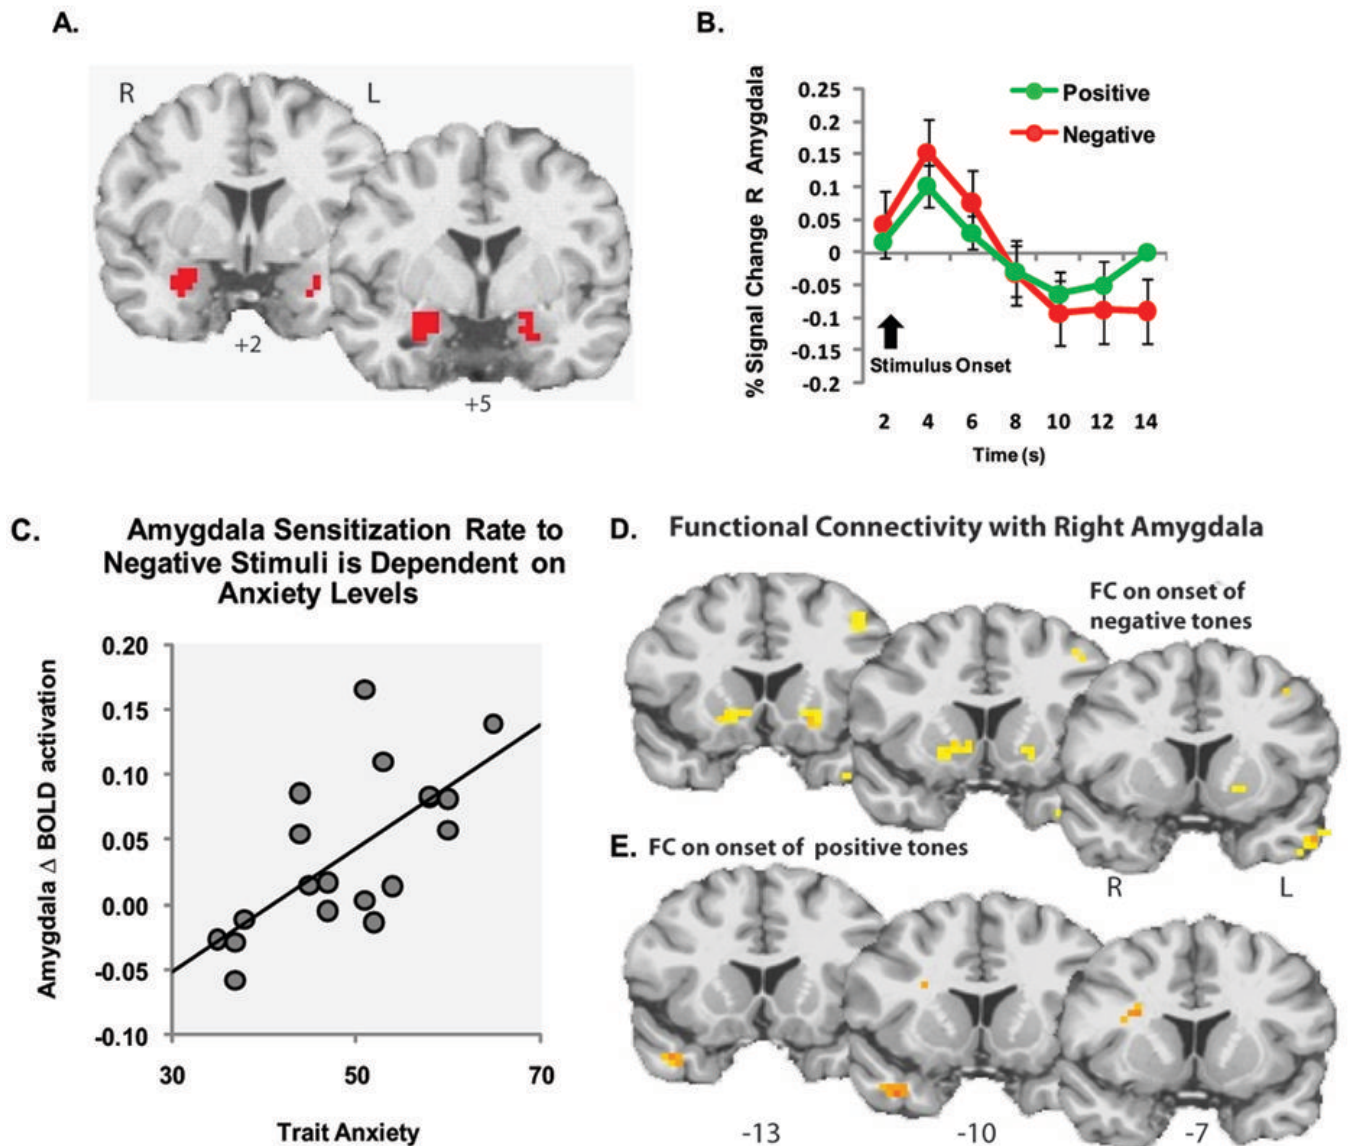 A.
R
L
+2
+5
B.
% Signal Change R Amygdala
0.25
0.2
0.15
0.1
0.05
0
-0.05
-0.1
-0.15
-0.2
Positive
Negative
Stimulus Onset
2 4 6 8 10 12 14
Time (s)
C.
Amygdala Sensitization Rate to
Negative Stimuli is Dependent on
Anxiety Levels
Amygdala Δ BOLD activation
0.20
0.15
0.10
0.05
0.00
-0.05
-0.10
30 50 70
Trait Anxiety
D. Functional Connectivity with Right Amygdala
FC on onset of
negative tones
R L
E. FC on onset of positive tones
-13 -10 -7